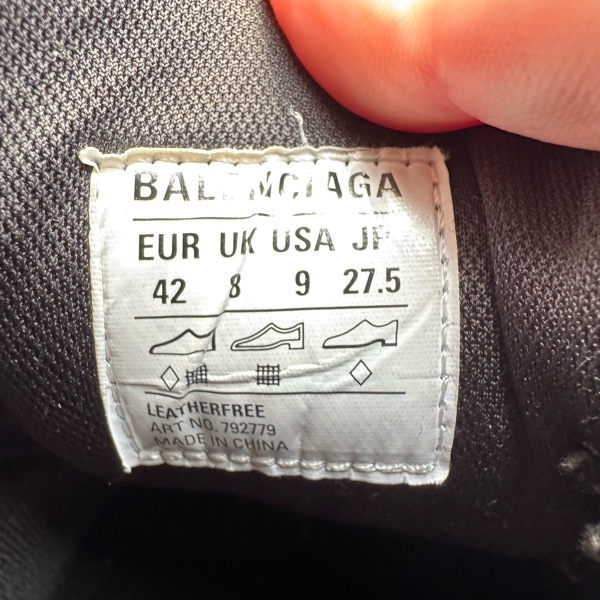 BALENCIAGA
EUR UK USA JP
42 8 9 27.5
LEATHERFREE
ART NO. 792779
MADE IN CHINA